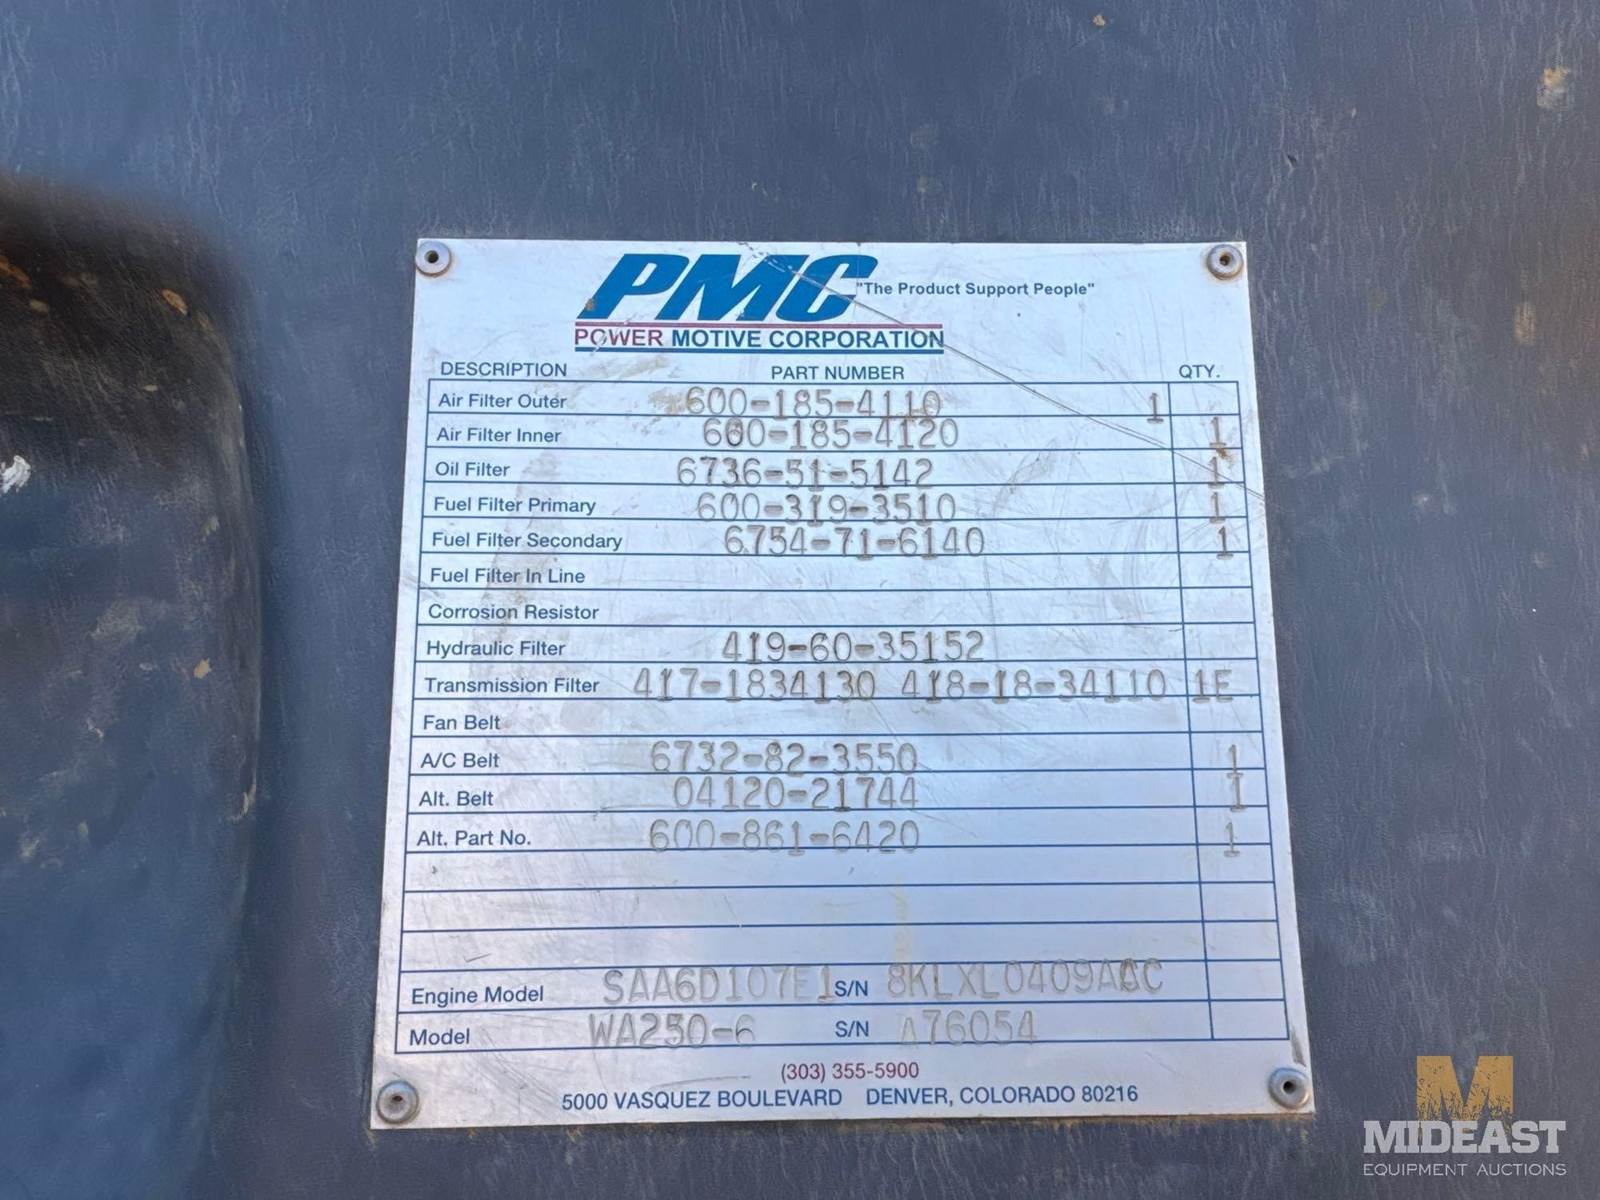 PMC "The Product Support People"
POWER MOTIVE CORPORATION
DESCRIPTION PART NUMBER QTY.
Air Filter Outer 600-185-4110 1
Air Filter Inner 600-185-4120 1
Oil Filter 6736-51-5142 1
Fuel Filter Primary 600-319-3510 1
Fuel Filter Secondary 6754-71-6140 1
Fuel Filter In Line
Corrosion Resistor
Hydraulic Filter 419-60-35152
Transmission Filter 417-1834130 418-18-34110 1E
Fan Belt
A/C Belt 6732-82-3550 1
Alt. Belt 04120-21744 1
Alt. Part No. 600-861-6420 1
Engine Model SAA6D107E1 S/N
Model WA250-6 S/N A76054
(303) 355-5900
5000 VASQUEZ BOULEVARD DENVER, COLORADO 80216
M
MIDEAST
EQUIPMENT AUCTIONS